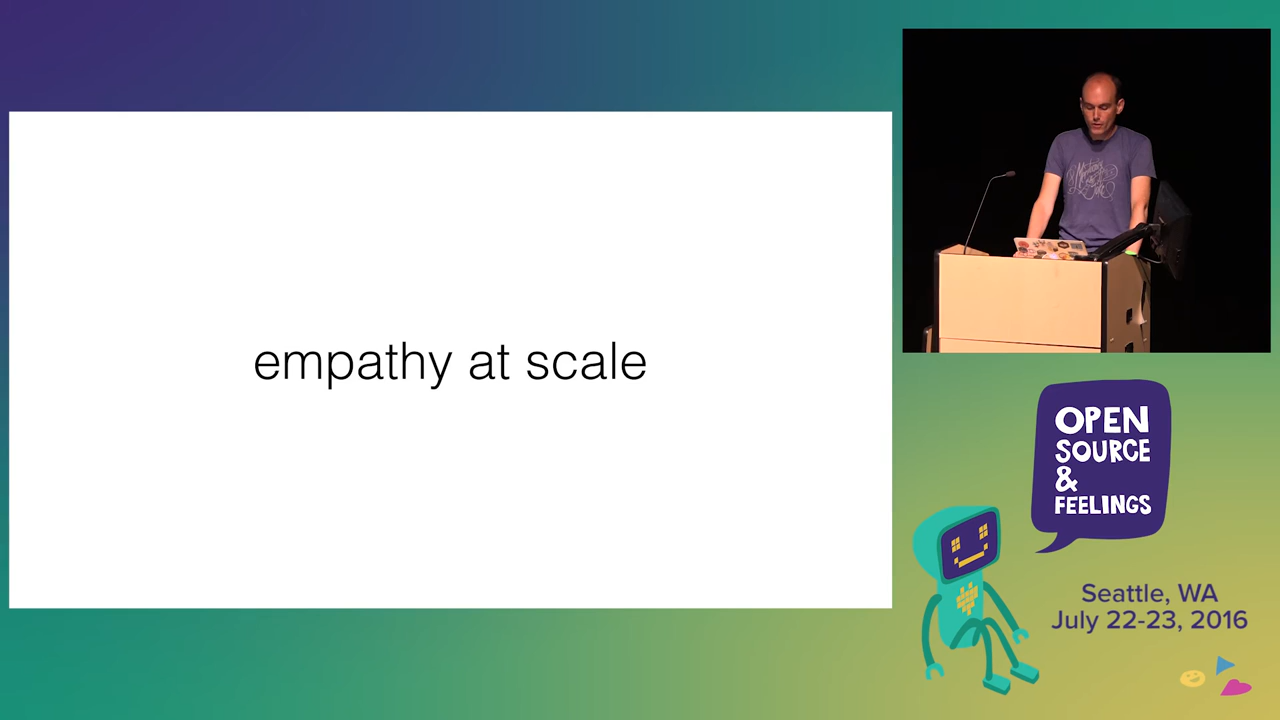 empathy at scale
OPEN
SOURCE
&
FEELINGS
Seattle, WA
July 22-23, 2016